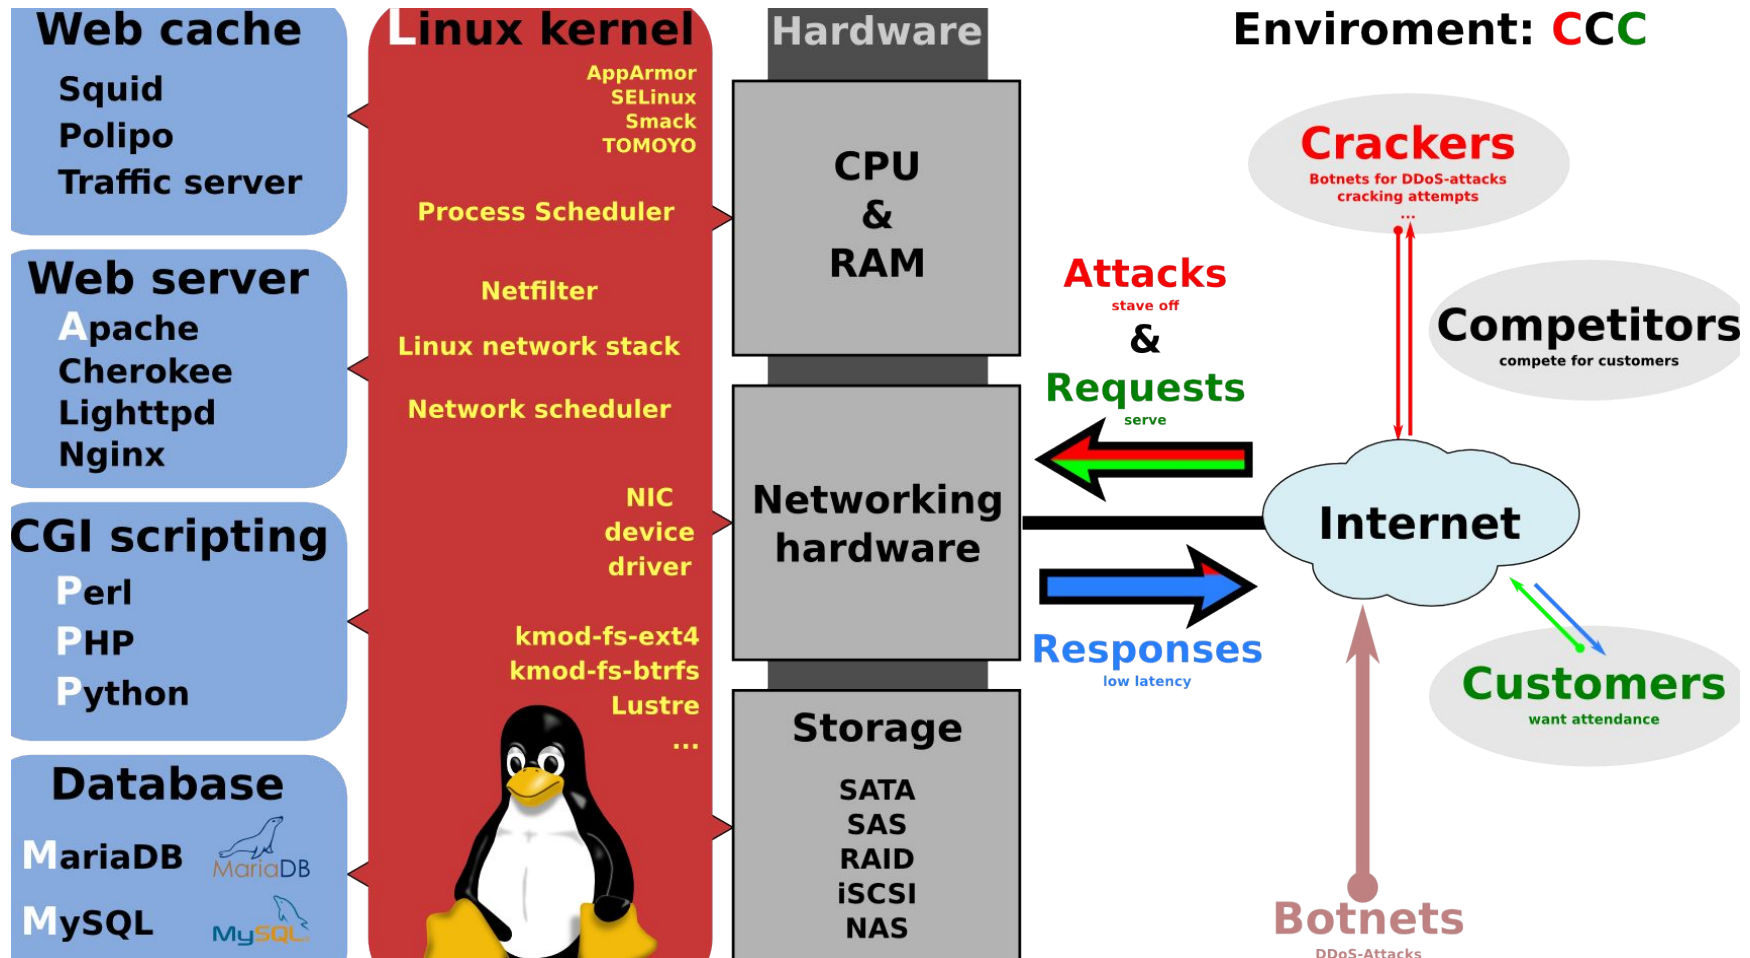 Web cache
Squid
Polipo
Traffic server
Web server
Apache
Cherokee
Lighttpd
Nginx
CGI scripting
Perl
PHP
Python
Database
MariaDB
MariaDB
MySQL
MySQL
Linux kernel
AppArmor
SELinux
Smack
TOMOYO
Process Scheduler
Netfilter
Linux network stack
Network scheduler
NIC
device
driver
kmod-fs-ext4
kmod-fs-btrfs
Lustre
...
Hardware
CPU
&
RAM
Networking
hardware
Storage
SATA
SAS
RAID
iSCSI
NAS
Enviroment: CCC
Crackers
Botnets for DDoS-attacks
cracking attempts
...
Competitors
compete for customers
Attacks
stave off
&
Requests
serve
Internet
Responses
low latency
Customers
want attendance
Botnets
DDoS-Attacks